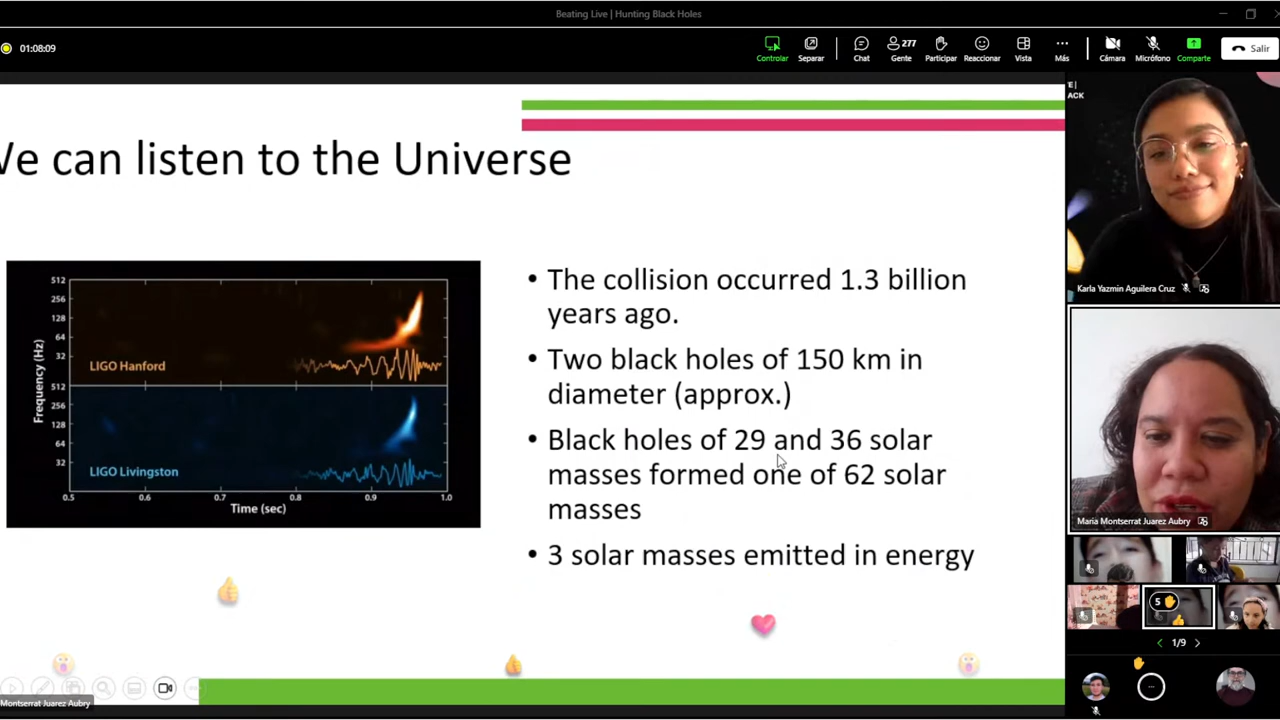 Beating Live | Hunting Black Holes
01:08:09
Controlar
Separar
Chat
277
Gente
Participar
Reaccionar
Vista
Más
Cámara
Micrófono
Comparte
Salir
We can listen to the Universe
512
256
128
64
32
LIGO Hanford
512
256
128
64
32
LIGO Livingston
Frequency (Hz)
0.5 0.6 0.7 0.8 0.9 1.0
Time (sec)
• The collision occurred 1.3 billion
years ago.
• Two black holes of 150 km in
diameter (approx.)
• Black holes of 29 and 36 solar
masses formed one of 62 solar
masses
• 3 solar masses emitted in energy
ACK
Karla Yazmin Aguilera Cruz
Maria Montserrat Juarez Aubry
5
1/9
Montserrat Juarez Aubry